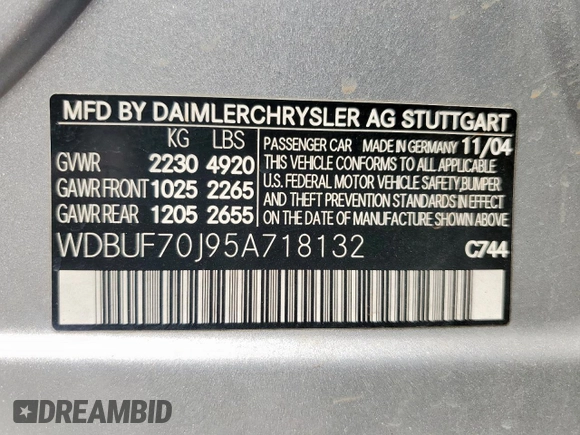 MFD BY DAIMLERCHRYSLER AG STUTTGART
KG LBS
GVWR 2230 4920
GAWR FRONT 1025 2265
GAWR REAR 1205 2655
PASSENGER CAR MADE IN GERMANY 11/04
THIS VEHICLE CONFORMS TO ALL APPLICABLE
U.S. FEDERAL MOTOR VEHICLE SAFETY, BUMPER
AND THEFT PREVENTION STANDARDS IN EFFECT
ON THE DATE OF MANUFACTURE SHOWN ABOVE.
WDBUF70J95A718132 C744
DREAMBID